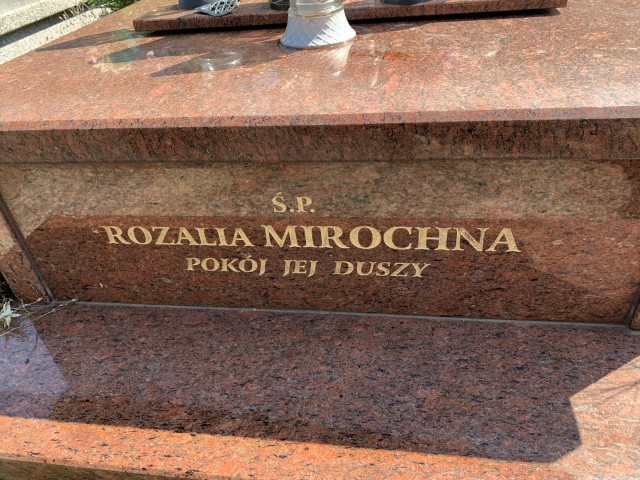 Ś.P.
ROZALIA MIROCHNA
POKÓJ JEJ DUSZY